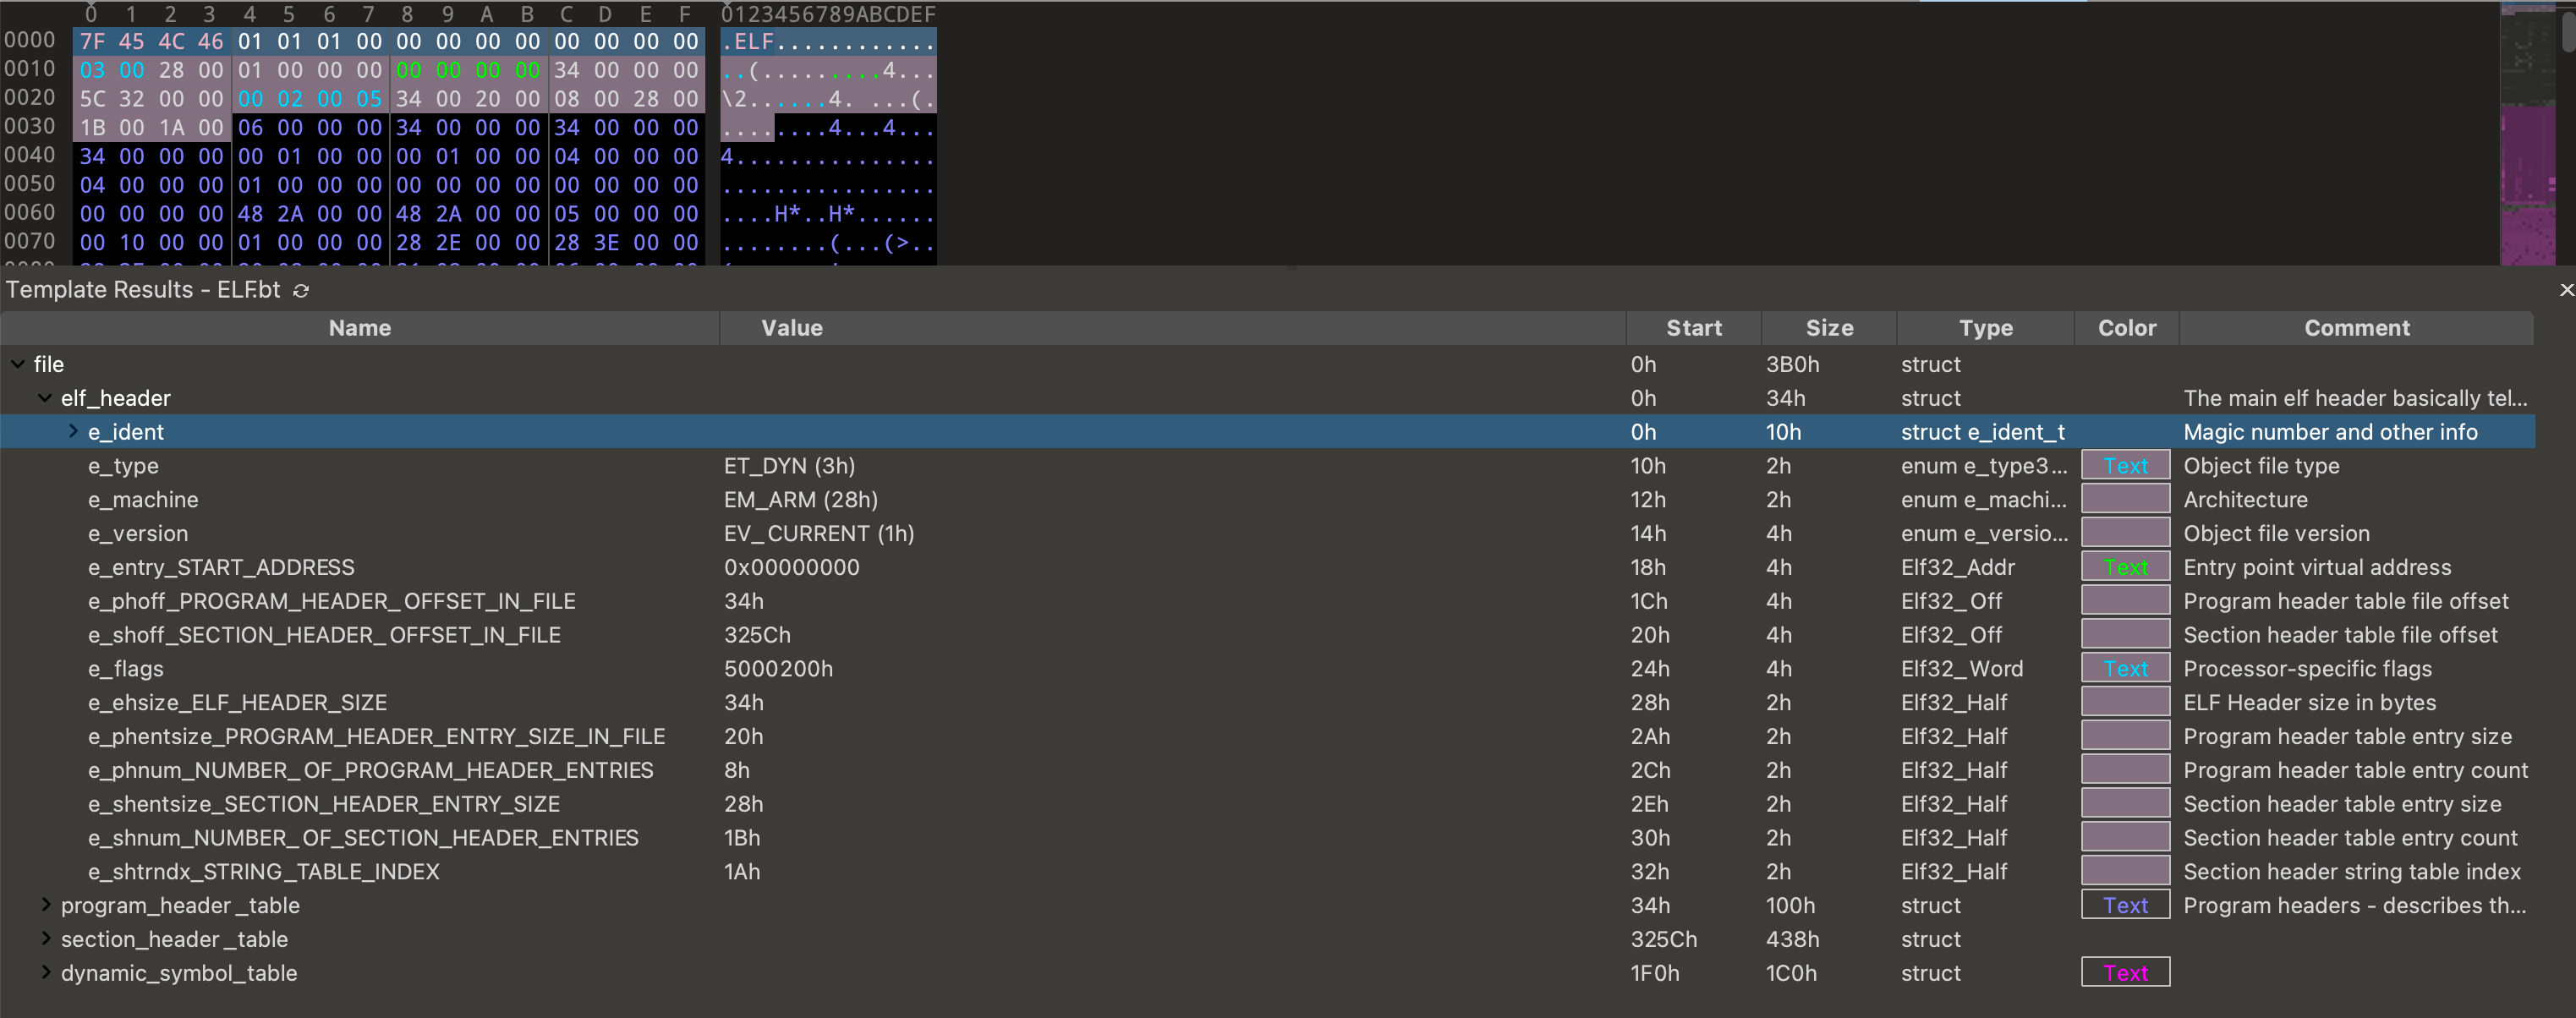 0 1 2 3 4 5 6 7 8 9 A B C D E F 0123456789ABCDEF
0000 7F 45 4C 46 01 01 01 00 00 00 00 00 00 00 00 00 .ELF............
0010 03 00 28 00 01 00 00 00 00 00 00 00 34 00 00 00 ..(.........4...
0020 5C 32 00 00 00 02 00 05 34 00 20 00 08 00 28 00 \2......4. ...(.
0030 1B 00 1A 00 06 00 00 00 34 00 00 00 34 00 00 00 ........4...4...
0040 34 00 00 00 00 01 00 00 00 01 00 00 04 00 00 00 4...............
0050 04 00 00 00 01 00 00 00 00 00 00 00 00 00 00 00 ................
0060 00 00 00 00 48 2A 00 00 48 2A 00 00 05 00 00 00 ....H*..H*......
0070 00 10 00 00 01 00 00 00 28 2E 00 00 28 3E 00 00 ........(...(>..
Template Results - ELF.bt
Name Value Start Size Type Color Comment
file 0h 3B0h struct
elf_header 0h 34h struct The main elf header basically tel...
e_ident 0h 10h struct e_ident_t Magic number and other info
e_type ET_DYN (3h) 10h 2h enum e_type3... Text Object file type
e_machine EM_ARM (28h) 12h 2h enum e_machi... Architecture
e_version EV_CURRENT (1h) 14h 4h enum e_versio... Object file version
e_entry_START_ADDRESS 0x00000000 18h 4h Elf32_Addr Text Entry point virtual address
e_phoff_PROGRAM_HEADER_OFFSET_IN_FILE 34h 1Ch 4h Elf32_Off Program header table file offset
e_shoff_SECTION_HEADER_OFFSET_IN_FILE 325Ch 20h 4h Elf32_Off Section header table file offset
e_flags 5000200h 24h 4h Elf32_Word Text Processor-specific flags
e_ehsize_ELF_HEADER_SIZE 34h 28h 2h Elf32_Half ELF Header size in bytes
e_phentsize_PROGRAM_HEADER_ENTRY_SIZE_IN_FILE 20h 2Ah 2h Elf32_Half Program header table entry size
e_phnum_NUMBER_OF_PROGRAM_HEADER_ENTRIES 8h 2Ch 2h Elf32_Half Program header table entry count
e_shentsize_SECTION_HEADER_ENTRY_SIZE 28h 2Eh 2h Elf32_Half Section header table entry size
e_shnum_NUMBER_OF_SECTION_HEADER_ENTRIES 1Bh 30h 2h Elf32_Half Section header table entry count
e_shtrndx_STRING_TABLE_INDEX 1Ah 32h 2h Elf32_Half Section header string table index
program_header_table 34h 100h struct Text Program headers - describes th...
section_header_table 325Ch 438h struct
dynamic_symbol_table 1F0h 1C0h struct Text